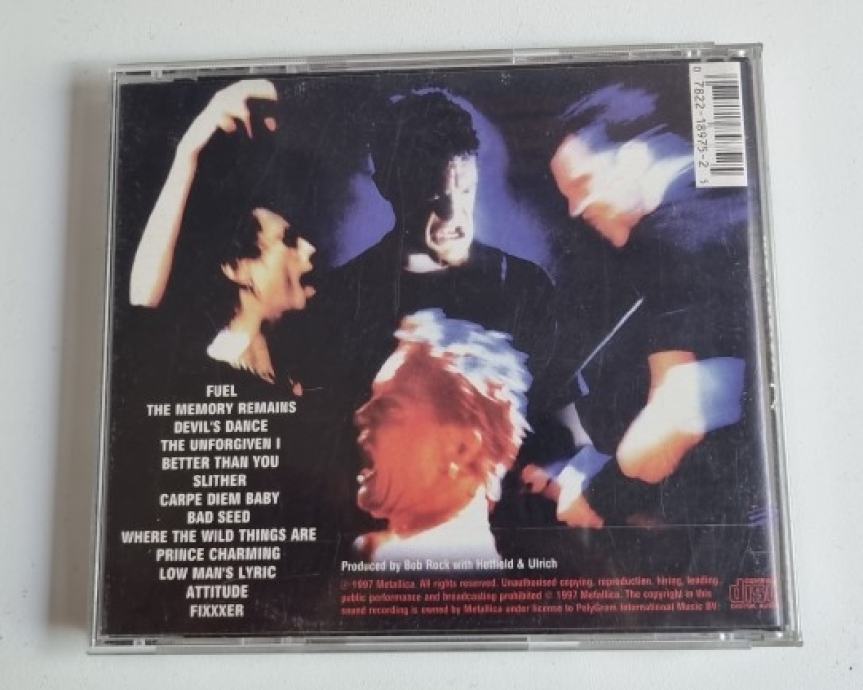 FUEL
THE MEMORY REMAINS
DEVIL'S DANCE
THE UNFORGIVEN I
BETTER THAN YOU
SLITHER
CARPE DIEM BABY
BAD SEED
WHERE THE WILD THINGS ARE
PRINCE CHARMING
LOW MAN'S LYRIC
ATTITUDE
FIXXXER
Produced by Bob Rock with Hetfield & Ulrich
℗ 1997 Metallica. All rights reserved. Unauthorised copying, reproduction, hiring, lending
public performance and broadcasting prohibited © 1997 Metallica. The copyright in this
sound recording is owned by Metallica under license to PolyGram International Music BV
disc
DIGITAL AUDIO
0 7822-18975-2 5